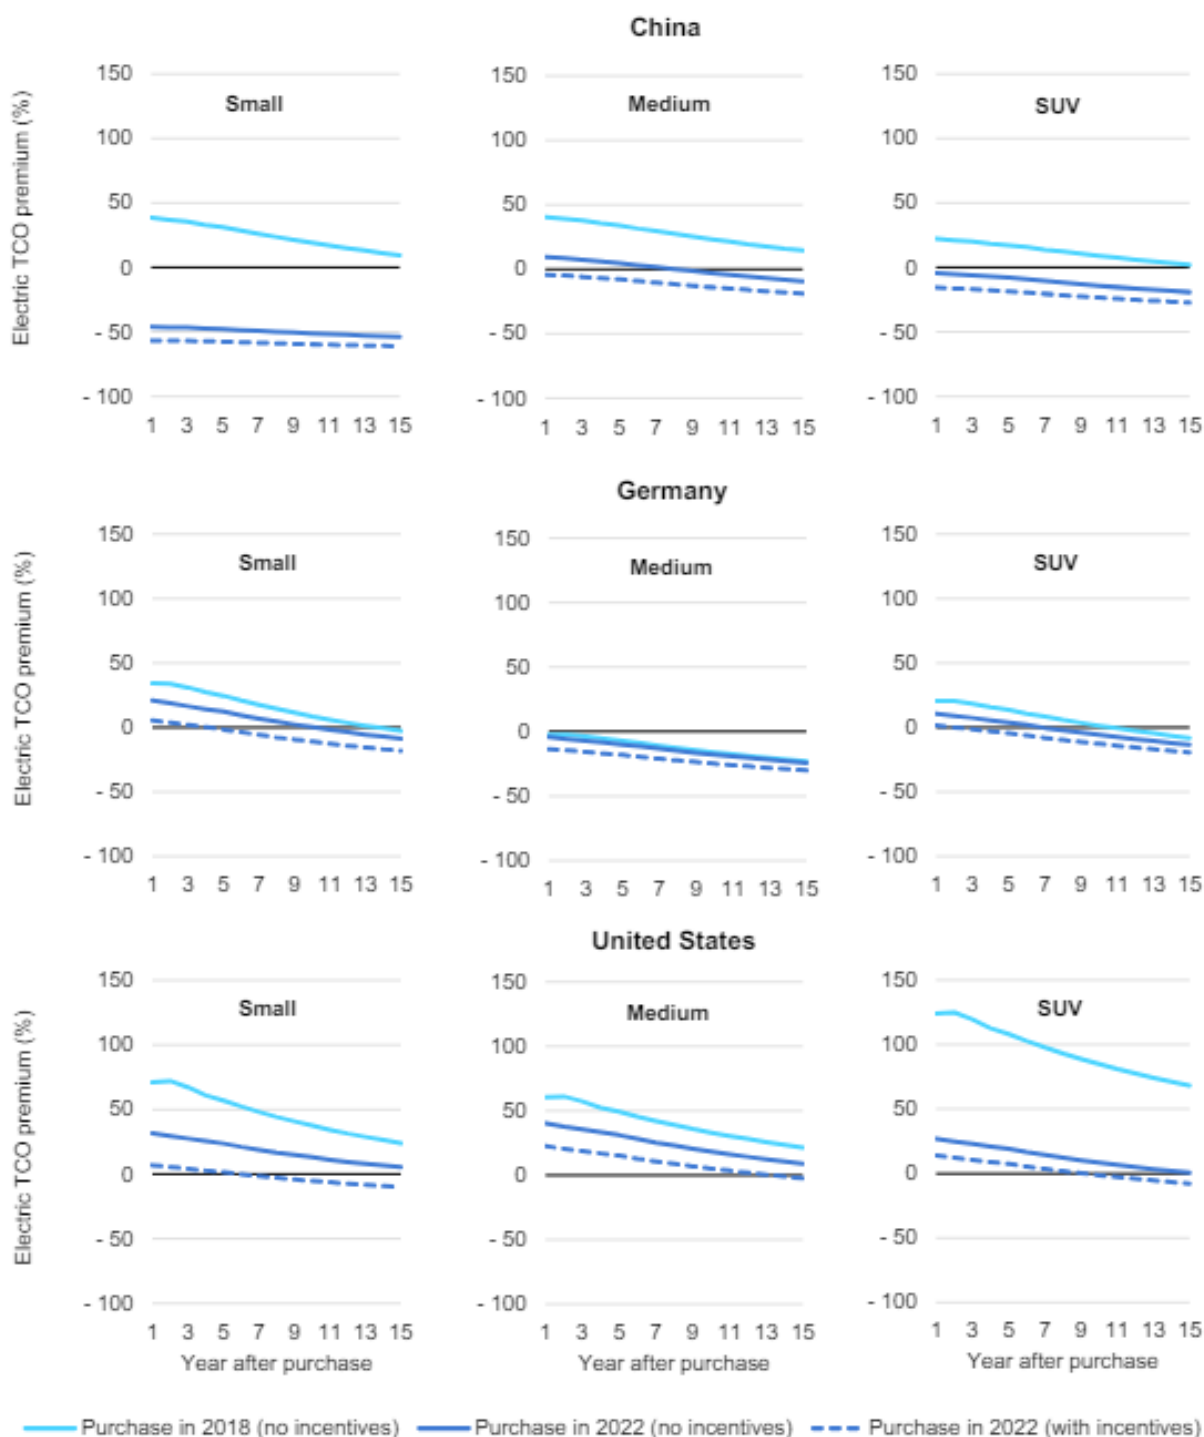 China
Electric TCO premium (%)
150
100
50
0
- 50
- 100
Small
1 3 5 7 9 11 13 15
150
100
50
0
- 50
- 100
Medium
1 3 5 7 9 11 13 15
150
100
50
0
- 50
- 100
SUV
1 3 5 7 9 11 13 15
Germany
Electric TCO premium (%)
150
100
50
0
- 50
- 100
Small
1 3 5 7 9 11 13 15
150
100
50
0
- 50
- 100
Medium
1 3 5 7 9 11 13 15
150
100
50
0
- 50
- 100
SUV
1 3 5 7 9 11 13 15
United States
Electric TCO premium (%)
150
100
50
0
- 50
- 100
Small
1 3 5 7 9 11 13 15
Year after purchase
150
100
50
0
- 50
- 100
Medium
1 3 5 7 9 11 13 15
Year after purchase
150
100
50
0
- 50
- 100
SUV
1 3 5 7 9 11 13 15
Year after purchase
Purchase in 2018 (no incentives) Purchase in 2022 (no incentives) Purchase in 2022 (with incentives)